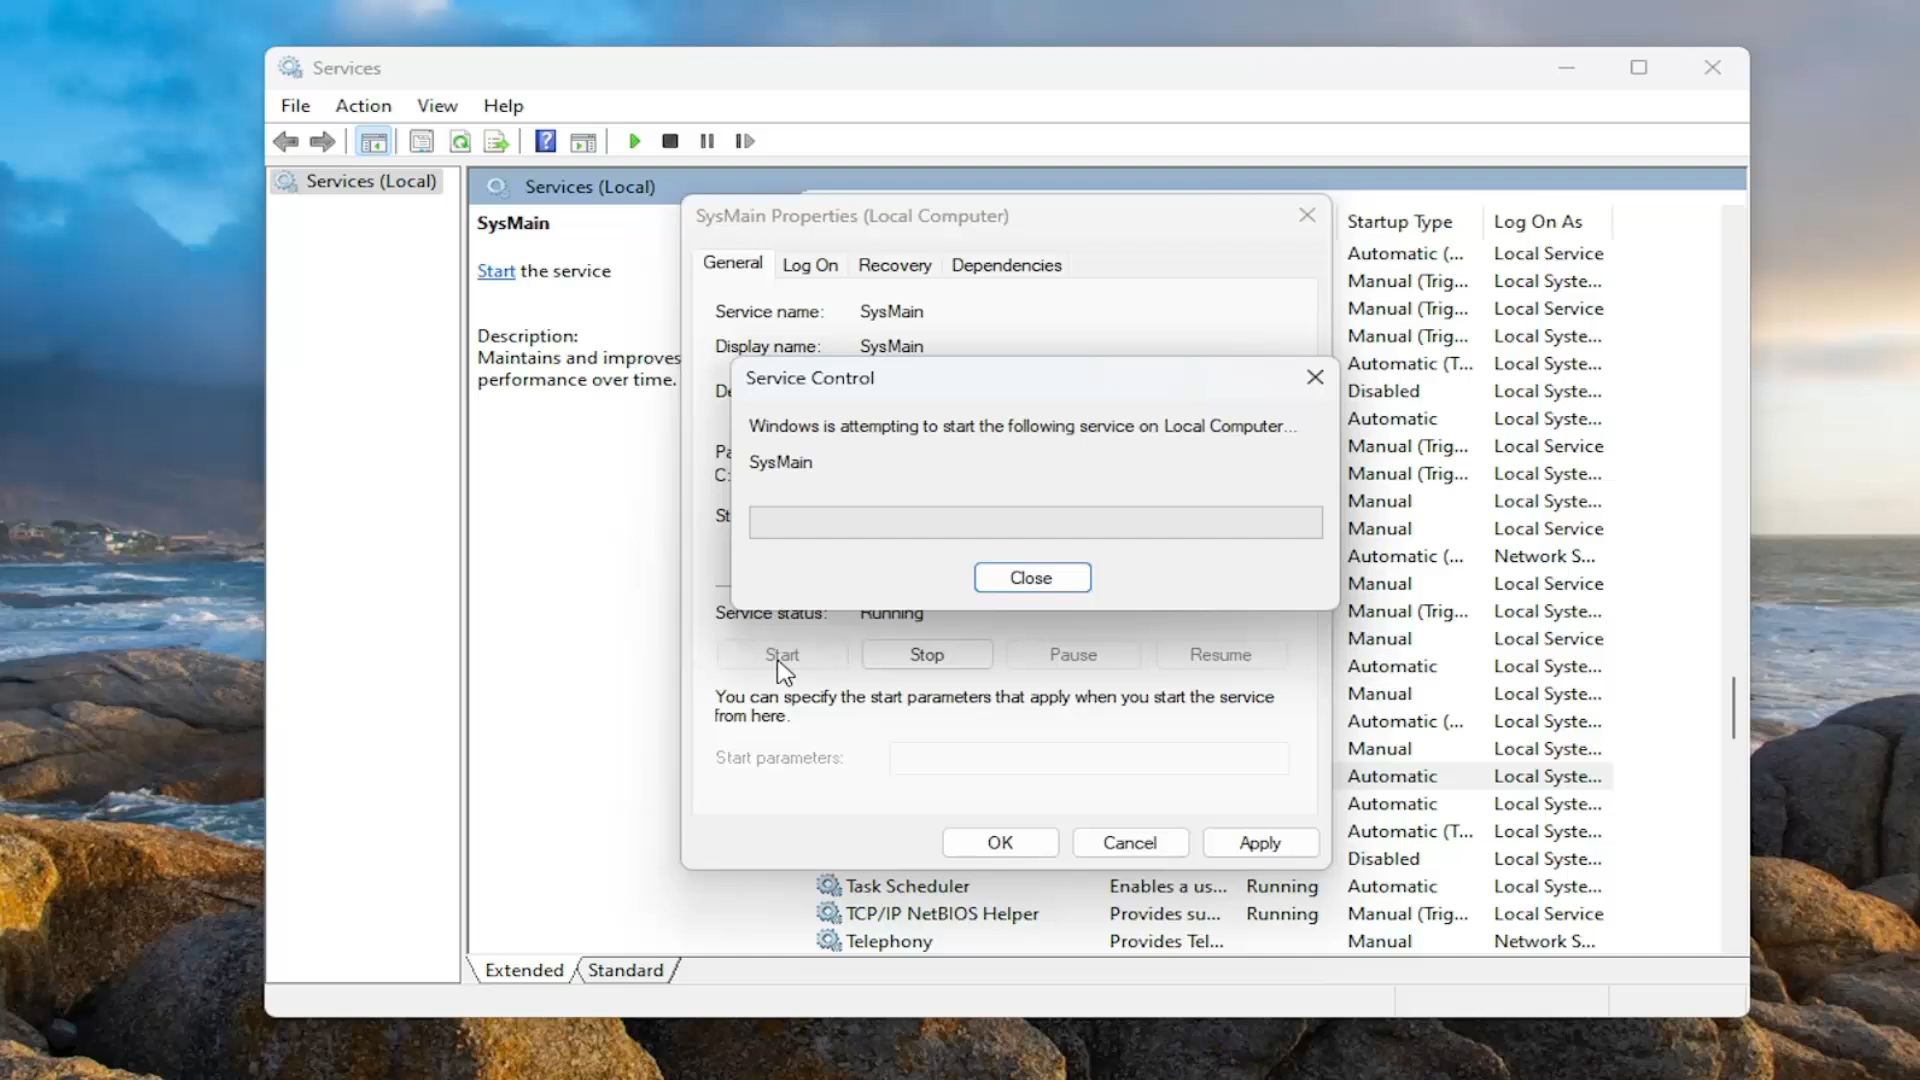 Services
File Action View Help
Services (Local)
Services (Local)
SysMain
Start the service
Description:
Maintains and improves
performance over time.
SysMain Properties (Local Computer)
General Log On Recovery Dependencies
Service name: SysMain
Display name: SysMain
De
Pa
C:
St
Service Control
Windows is attempting to start the following service on Local Computer...
SysMain
Close
Service status: Running
Start Stop Pause Resume
You can specify the start parameters that apply when you start the service
from here.
Start parameters:
OK Cancel Apply
Startup Type Log On As
Automatic (... Local Service
Manual (Trig... Local Syste...
Manual (Trig... Local Service
Manual (Trig... Local Syste...
Automatic (T... Local Syste...
Disabled Local Syste...
Automatic Local Syste...
Manual (Trig... Local Service
Manual (Trig... Local Syste...
Manual Local Syste...
Manual Local Service
Automatic (... Network S...
Manual Local Service
Manual (Trig... Local Syste...
Manual Local Service
Automatic Local Syste...
Manual Local Syste...
Automatic (... Local Syste...
Manual Local Syste...
Automatic Local Syste...
Automatic Local Syste...
Automatic (T... Local Syste...
Disabled Local Syste...
Task Scheduler Enables a us... Running Automatic Local Syste...
TCP/IP NetBIOS Helper Provides su... Running Manual (Trig... Local Service
Telephony Provides Tel... Manual Network S...
Extended Standard